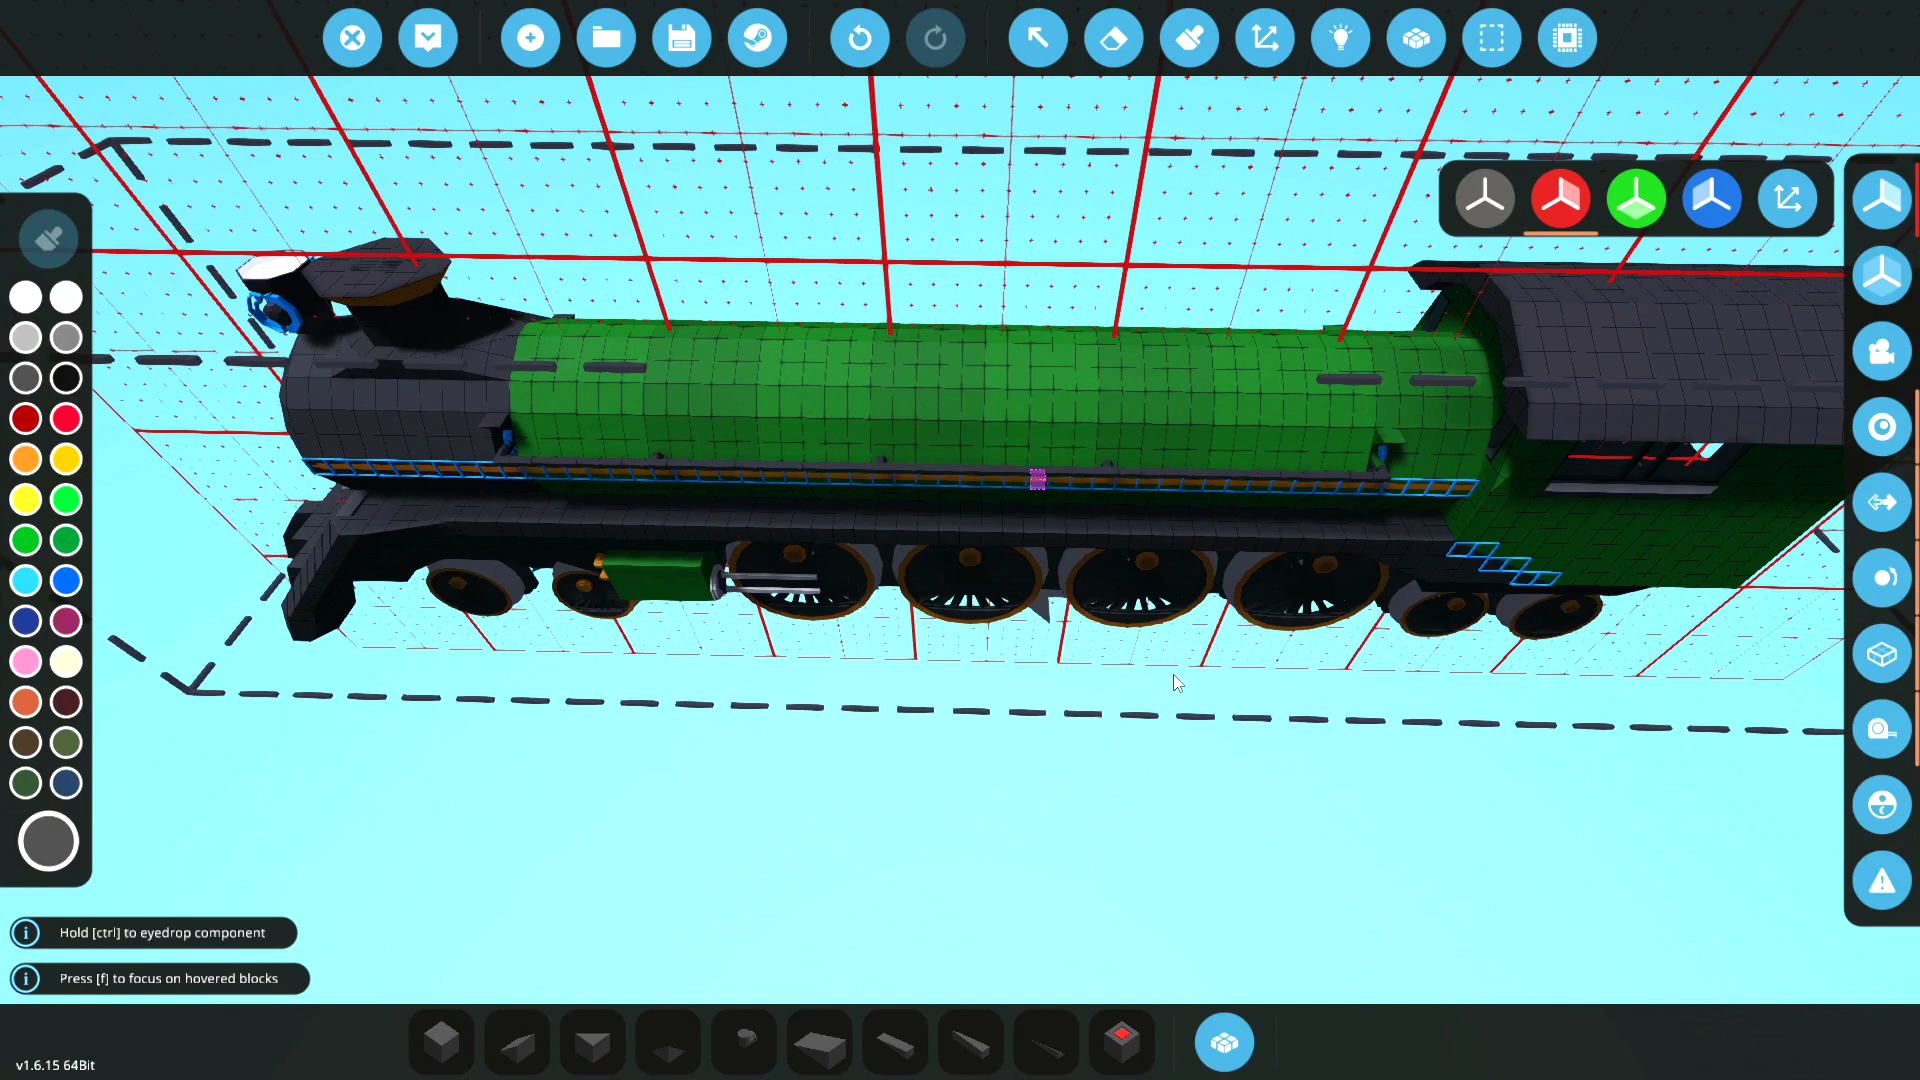 Hold [ctrl] to eyedrop component
Press [f] to focus on hovered blocks
v1.6.15 64Bit